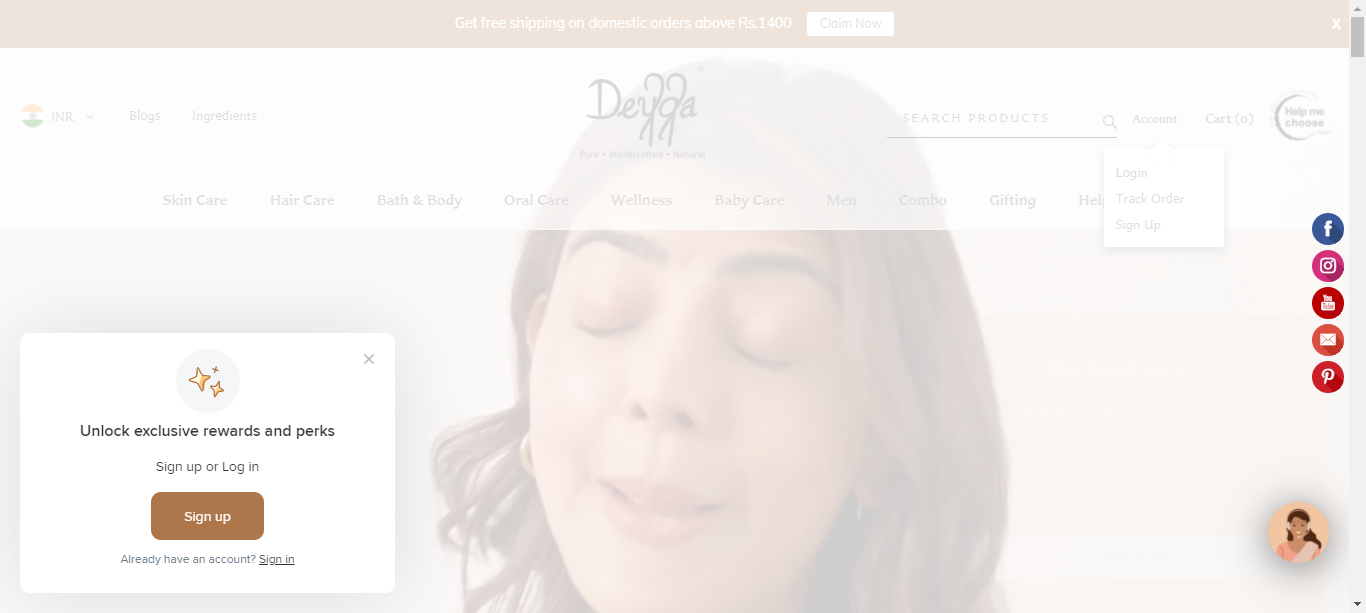 Get free shipping on domestic orders above Rs.1400 Claim Now X
INR Blogs Ingredients
Deyga
Pure • Handcrafted • Natural
SEARCH PRODUCTS
Account Cart (0)
Help me
choose
Skin Care Hair Care Bath & Body Oral Care Wellness Baby Care Men Combo Gifting Help
Login
Track Order
Sign Up
Unlock exclusive rewards and perks
Sign up or Log in
Sign up
Already have an account? Sign in
You
Tube